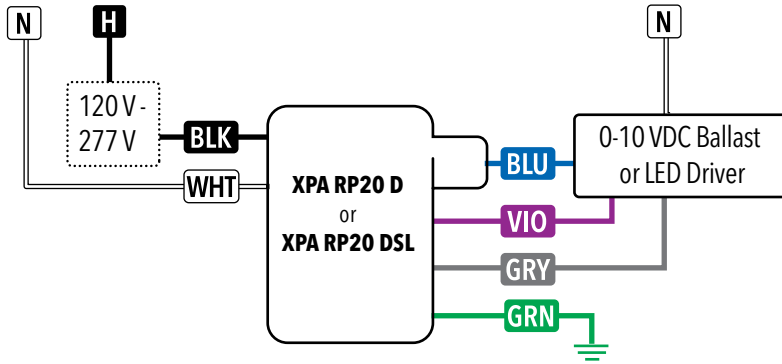 N
H
N
120 V -
277 V
BLK
WHT
XPA RP20 D
or
XPA RP20 DSL
BLU
VIO
GRY
GRN
0-10 VDC Ballast
or LED Driver